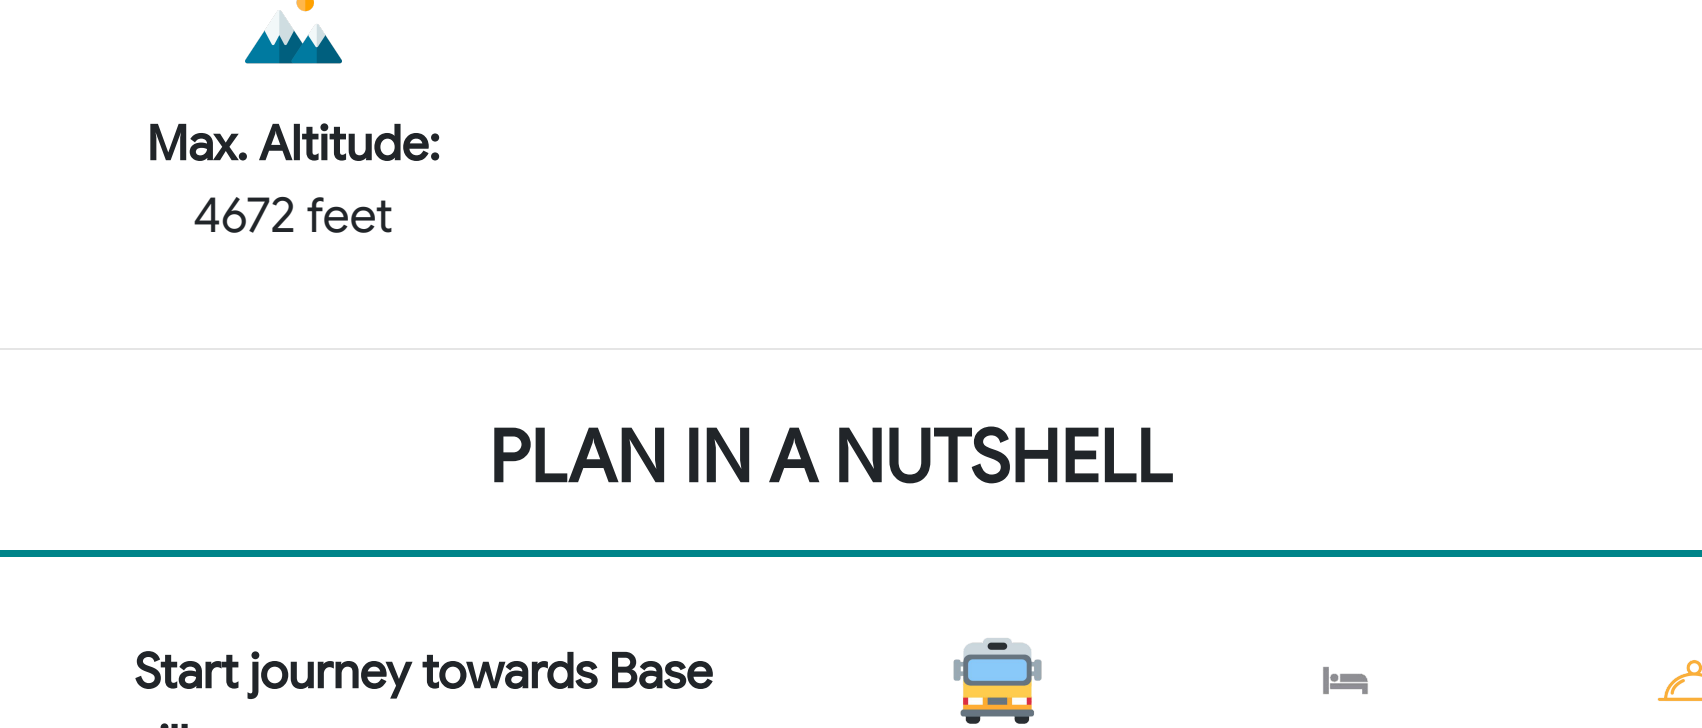 Max. Altitude:
4672 feet
PLAN IN A NUTSHELL
Start journey towards Base